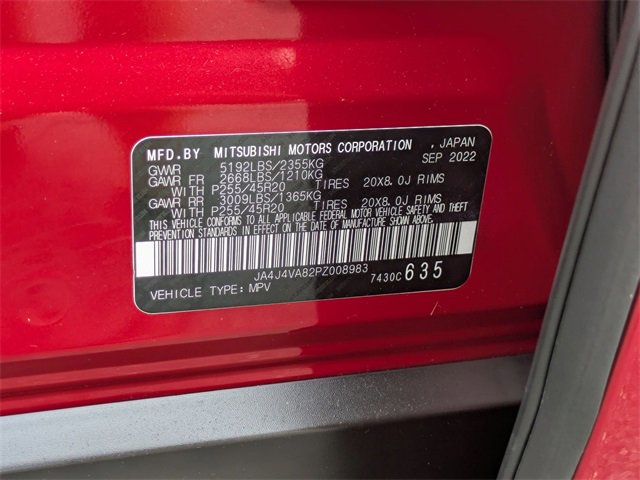 MFD.BY MITSUBISHI MOTORS CORPORATION , JAPAN
GVWR 5192LBS/2355KG SEP 2022
GAWR FR 2668LBS/1210KG
WITH P255/45R20 TIRES 20X8.0J RIMS
GAWR RR 3009LBS/1365KG
WITH P255/45R20 TIRES 20X8.0J RIMS
THIS VEHICLE CONFORMS TO ALL APPLICABLE FEDERAL MOTOR VEHICLE SAFETY AND THEFT
PREVENTION STANDARDS IN EFFECT ON THE DATE OF MANUFACTURE SHOWN ABOVE.
JA4J4VA82PZ008983
7430C 635
VEHICLE TYPE: MPV